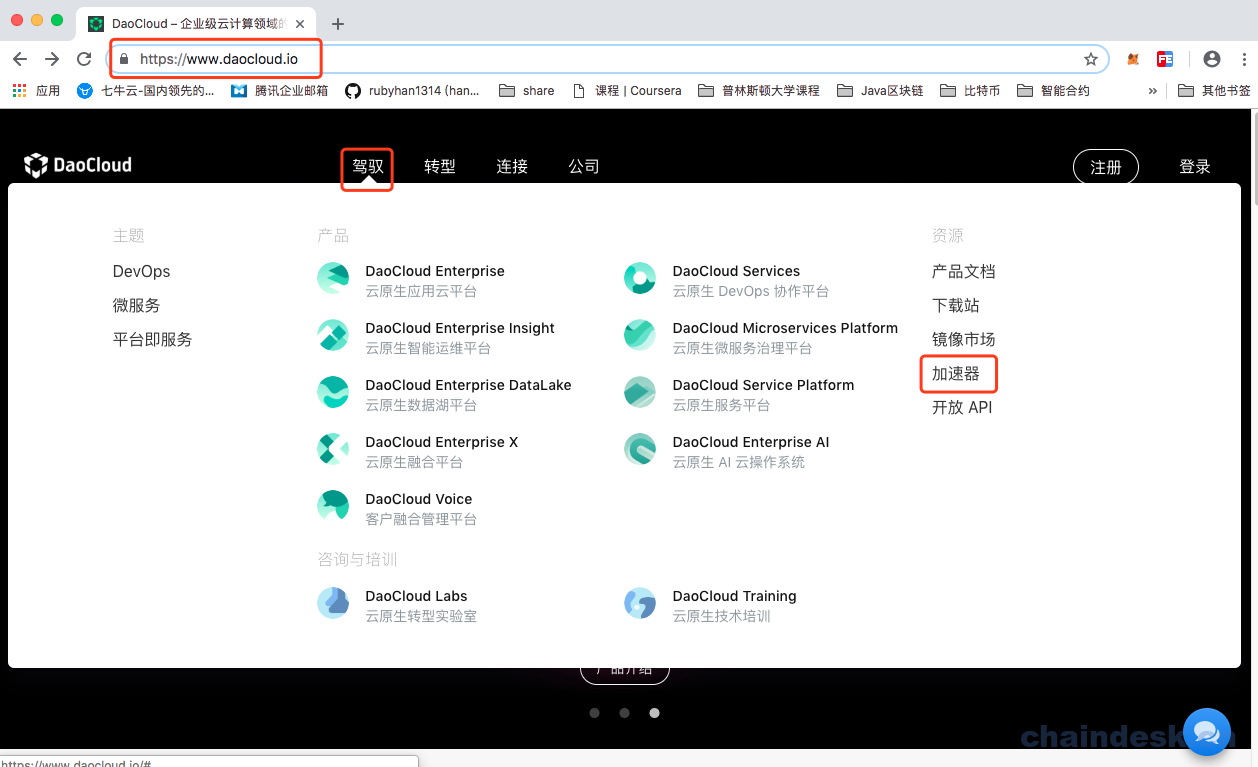 DaoCloud – 企业级云计算领域的
https://www.daocloud.io
应用
七牛云-国内领先的...
腾讯企业邮箱
rubyhan1314 (han...
share
课程 | Coursera
普林斯顿大学课程
Java区块链
比特币
智能合约
»
其他书签
DaoCloud
驾驭
转型
连接
公司
注册
登录
主题
DevOps
微服务
平台即服务
产品
DaoCloud Enterprise
云原生应用云平台
DaoCloud Services
云原生 DevOps 协作平台
DaoCloud Enterprise Insight
云原生智能运维平台
DaoCloud Microservices Platform
云原生微服务治理平台
DaoCloud Enterprise DataLake
云原生数据湖平台
DaoCloud Service Platform
云原生服务平台
DaoCloud Enterprise X
云原生融合平台
DaoCloud Enterprise AI
云原生 AI 云操作系统
DaoCloud Voice
客户融合管理平台
咨询与培训
DaoCloud Labs
云原生转型实验室
DaoCloud Training
云原生技术培训
资源
产品文档
下载站
镜像市场
加速器
开放 API
产品介绍
https://www.daocloud.io/#